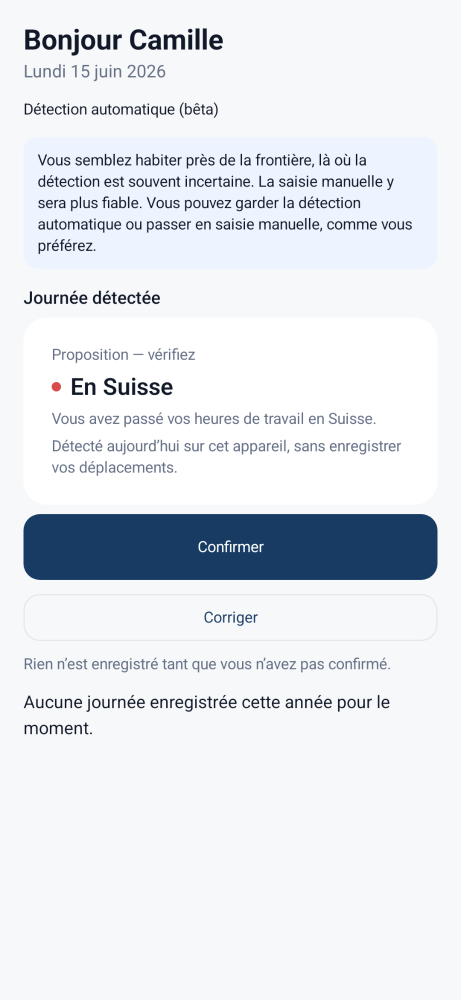 Bonjour Camille
Lundi 15 juin 2026
Détection automatique (bêta)
Vous semblez habiter près de la frontière, là où la
détection est souvent incertaine. La saisie manuelle y
sera plus fiable. Vous pouvez garder la détection
automatique ou passer en saisie manuelle, comme vous
préférez.
Journée détectée
Proposition — vérifiez
En Suisse
Vous avez passé vos heures de travail en Suisse.
Détecté aujourd’hui sur cet appareil, sans enregistrer
vos déplacements.
Confirmer
Corriger
Rien n’est enregistré tant que vous n’avez pas confirmé.
Aucune journée enregistrée cette année pour le
moment.